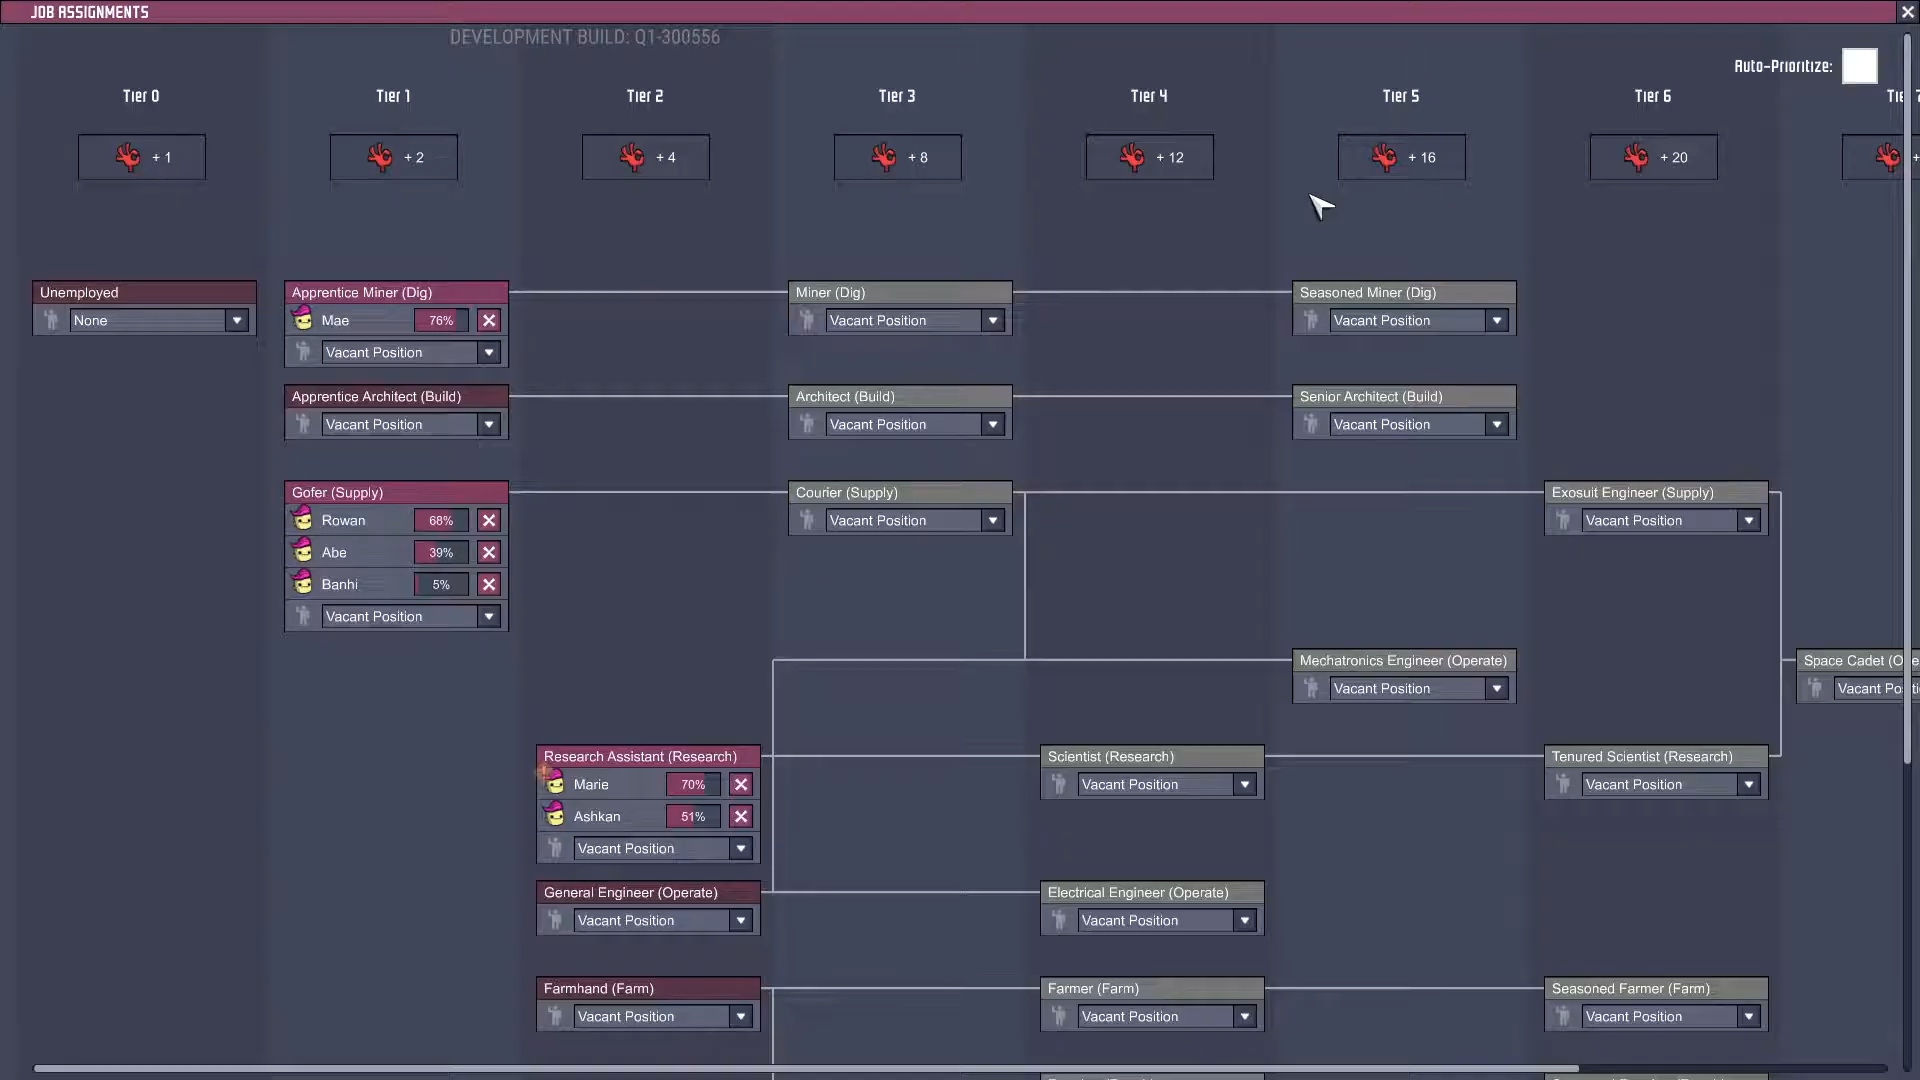 JOB ASSIGNMENTS
DEVELOPMENT BUILD: Q1-300556
Auto-Prioritize:
Tier 0
Tier 1
Tier 2
Tier 3
Tier 4
Tier 5
Tier 6
Tie
+ 1
+ 2
+ 4
+ 8
+ 12
+ 16
+ 20
+
Unemployed
None
Apprentice Miner (Dig)
Mae 76%
Vacant Position
Miner (Dig)
Vacant Position
Seasoned Miner (Dig)
Vacant Position
Apprentice Architect (Build)
Vacant Position
Architect (Build)
Vacant Position
Senior Architect (Build)
Vacant Position
Gofer (Supply)
Rowan 68%
Abe 39%
Banhi 5%
Vacant Position
Courier (Supply)
Vacant Position
Exosuit Engineer (Supply)
Vacant Position
Mechatronics Engineer (Operate)
Vacant Position
Space Cadet (Ope
Vacant Positi
Research Assistant (Research)
Marie 70%
Ashkan 51%
Vacant Position
Scientist (Research)
Vacant Position
Tenured Scientist (Research)
Vacant Position
General Engineer (Operate)
Vacant Position
Electrical Engineer (Operate)
Vacant Position
Farmhand (Farm)
Vacant Position
Farmer (Farm)
Vacant Position
Seasoned Farmer (Farm)
Vacant Position